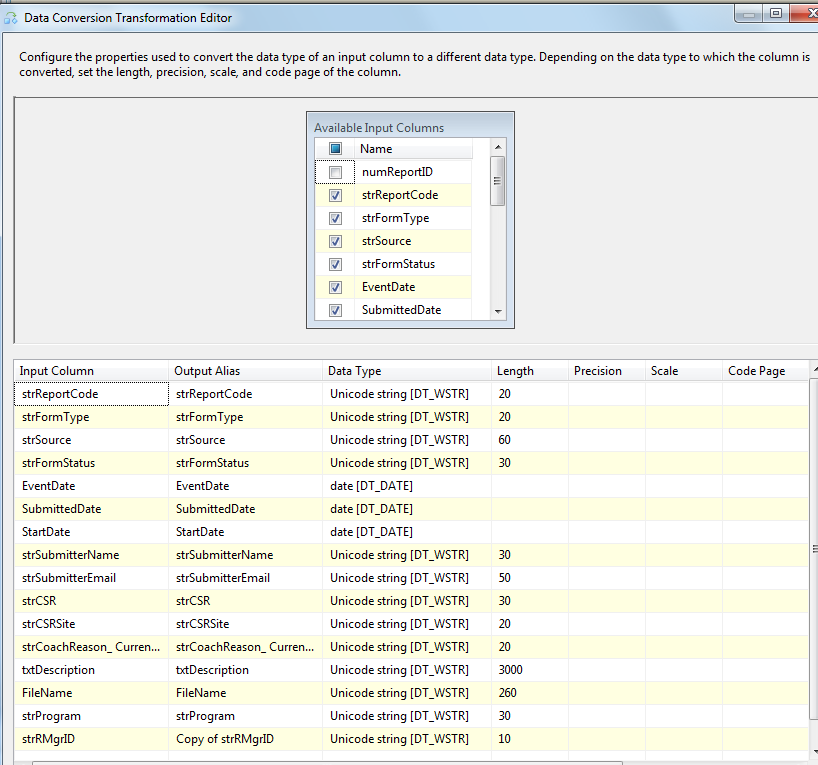 Data Conversion Transformation Editor
Configure the properties used to convert the data type of an input column to a different data type. Depending on the data type to which the column is
converted, set the length, precision, scale, and code page of the column.
Available Input Columns
Name
numReportID
strReportCode
strFormType
strSource
strFormStatus
EventDate
SubmittedDate
Input Column Output Alias Data Type Length Precision Scale Code Page
strReportCode strReportCode Unicode string [DT_WSTR] 20
strFormType strFormType Unicode string [DT_WSTR] 20
strSource strSource Unicode string [DT_WSTR] 60
strFormStatus strFormStatus Unicode string [DT_WSTR] 30
EventDate EventDate date [DT_DATE]
SubmittedDate SubmittedDate date [DT_DATE]
StartDate StartDate date [DT_DATE]
strSubmitterName strSubmitterName Unicode string [DT_WSTR] 30
strSubmitterEmail strSubmitterEmail Unicode string [DT_WSTR] 50
strCSR strCSR Unicode string [DT_WSTR] 30
strCSRSite strCSRSite Unicode string [DT_WSTR] 20
strCoachReason_ Curren... strCoachReason_ Curren... Unicode string [DT_WSTR] 20
txtDescription txtDescription Unicode string [DT_WSTR] 3000
FileName FileName Unicode string [DT_WSTR] 260
strProgram strProgram Unicode string [DT_WSTR] 30
strRMgrID Copy of strRMgrID Unicode string [DT_WSTR] 10